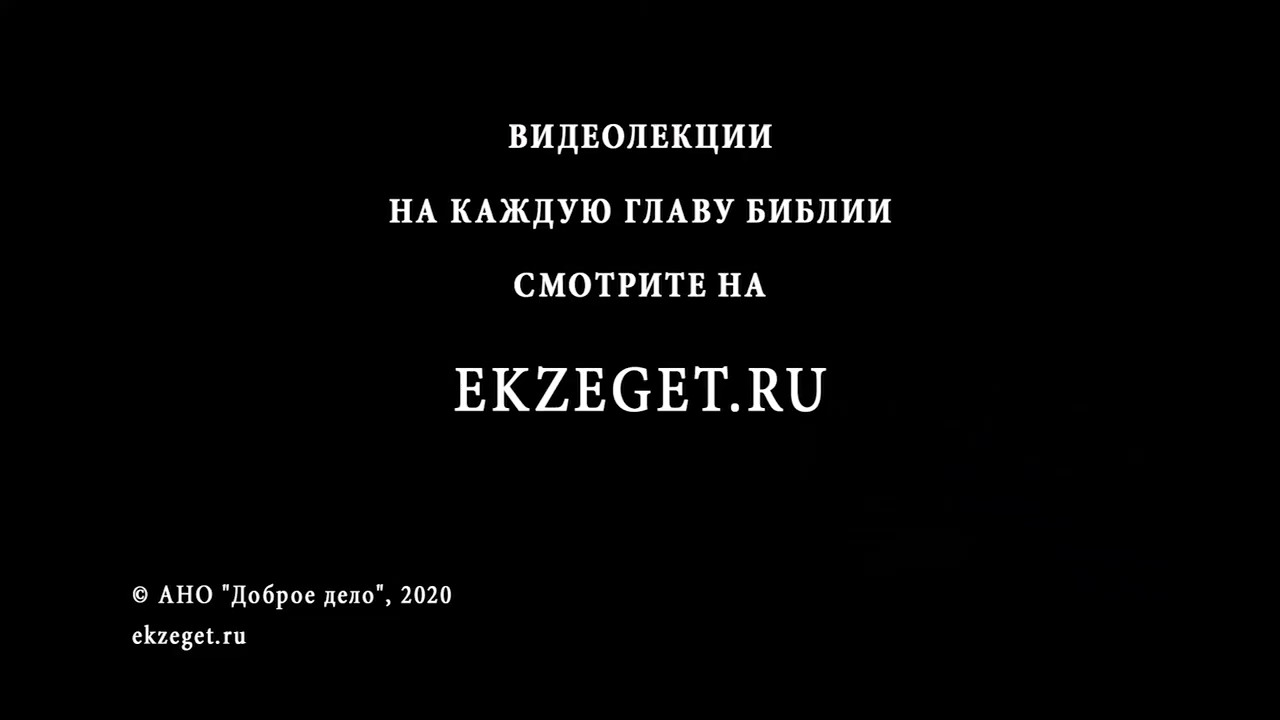 ВИДЕОЛЕКЦИИ
НА КАЖДУЮ ГЛАВУ БИБЛИИ
СМОТРИТЕ НА
EKZEGET.RU
© АНО "Доброе дело", 2020
ekzeget.ru